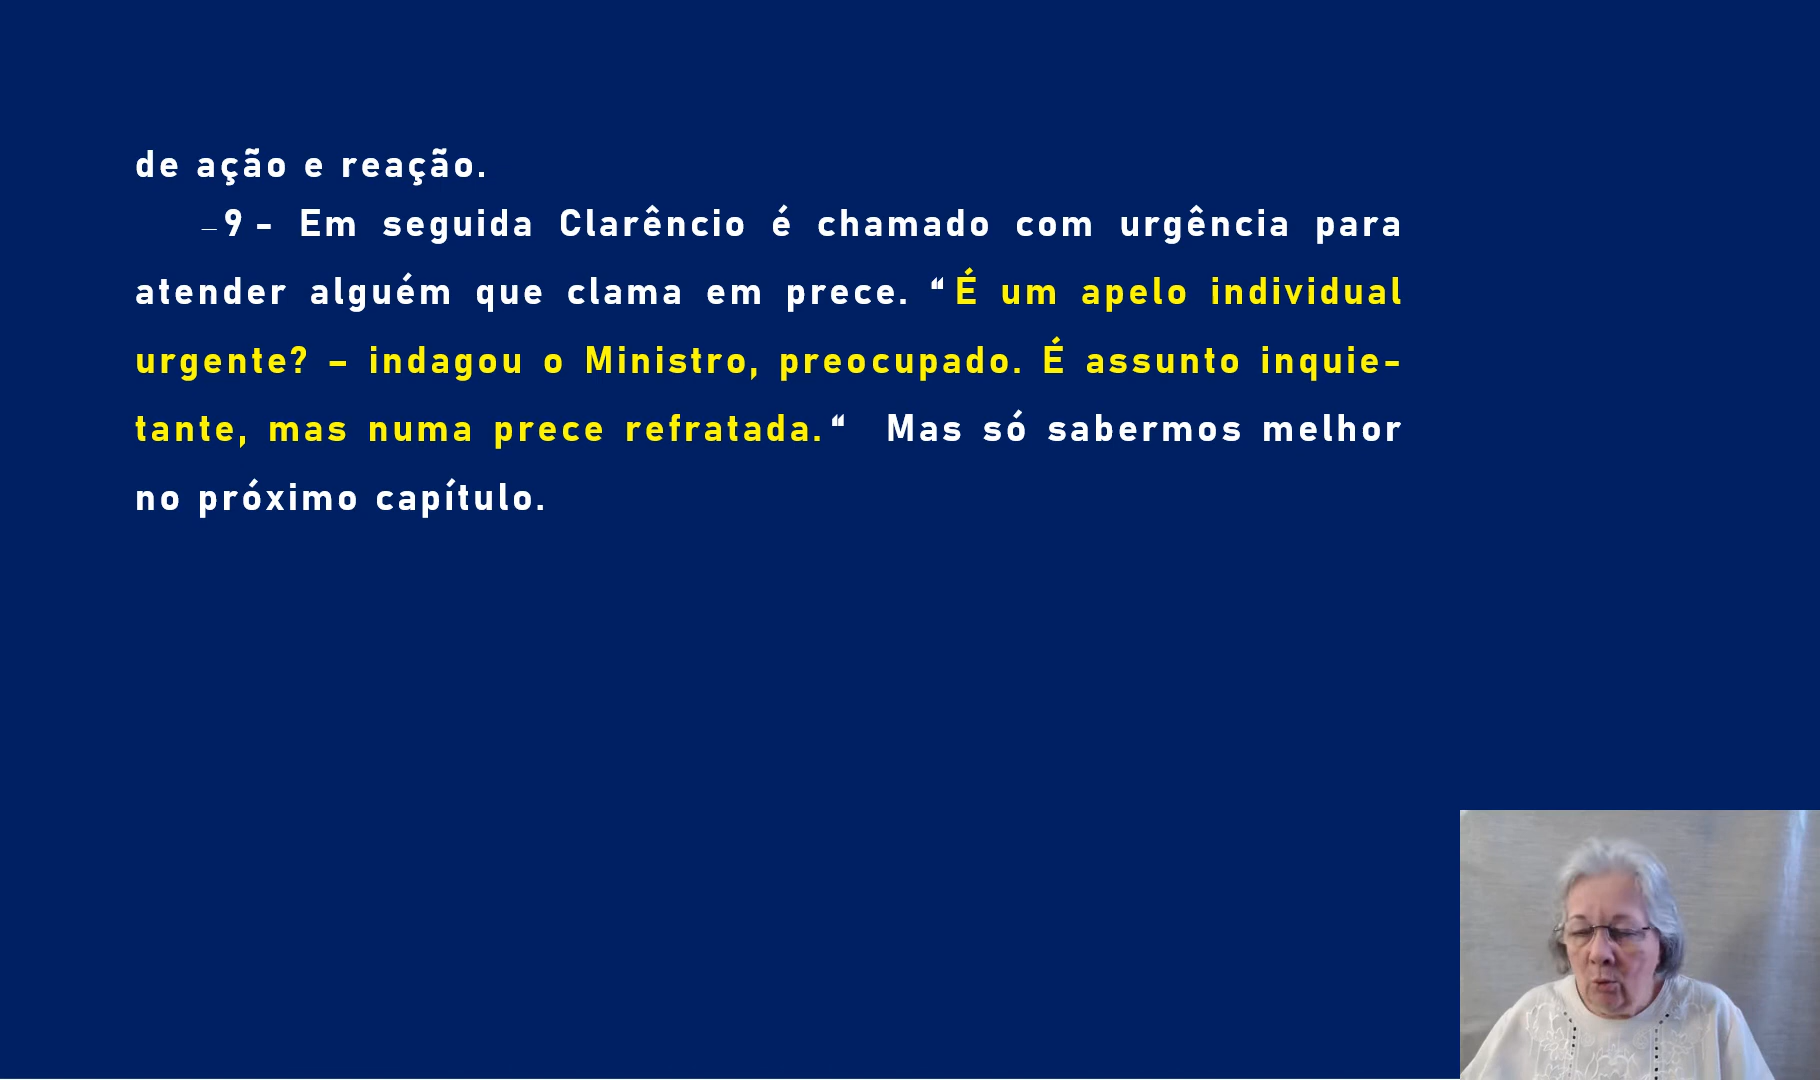 de ação e reação.
–9 – Em seguida Clarêncio é chamado com urgência para
atender alguém que clama em prece. “É um apelo individual
urgente? – indagou o Ministro, preocupado. É assunto inquie-
tante, mas numa prece refratada.“ Mas só sabermos melhor
no próximo capítulo.